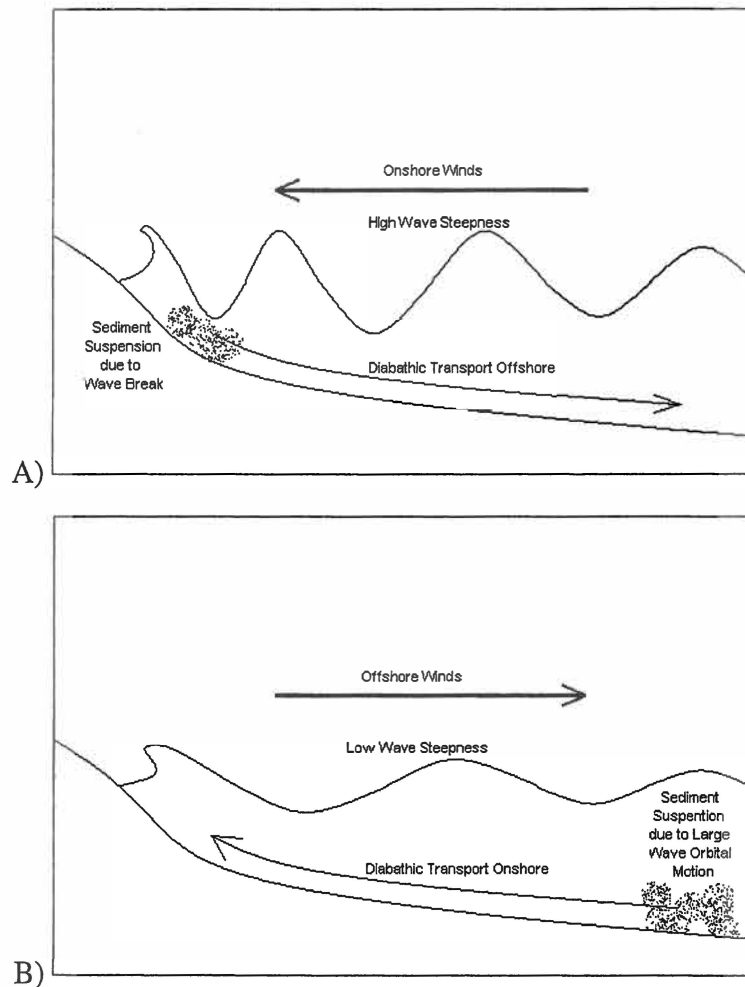 Onshore Winds
High Wave Steepness
Sediment
Suspension
due to
Wave Break
Diabathic Transport Offshore
A)
Offshore Winds
Low Wave Steepness
Sediment
Suspention
due to Large
Wave Orbital
Motion
Diabathic Transport Onshore
B)